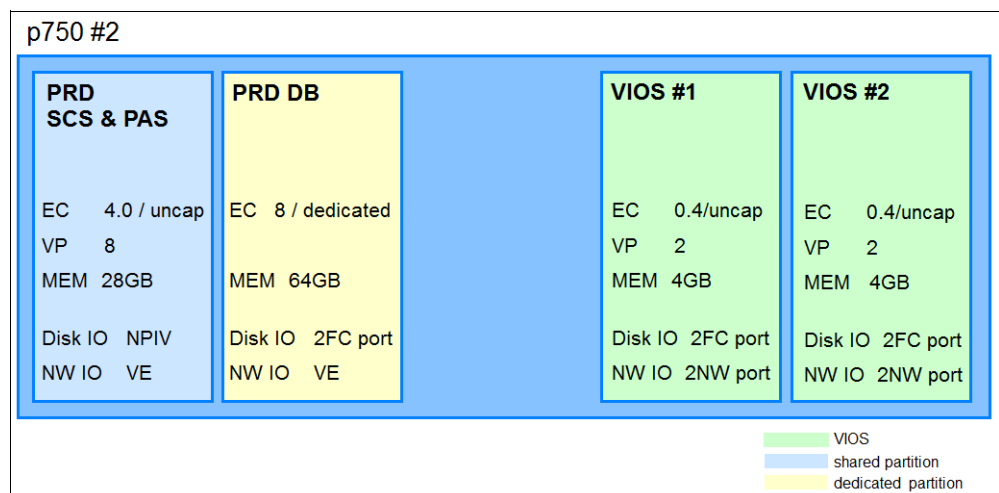 p750 #2
PRD
SCS & PAS
EC 4.0 / uncap
VP 8
MEM 28GB
Disk IO NPIV
NW IO VE
PRD DB
EC 8 / dedicated
MEM 64GB
Disk IO 2FC port
NW IO VE
VIOS #1
EC 0.4/uncap
VP 2
MEM 4GB
Disk IO 2FC port
NW IO 2NW port
VIOS #2
EC 0.4/uncap
VP 2
MEM 4GB
Disk IO 2FC port
NW IO 2NW port
VIOS
shared partition
dedicated partition